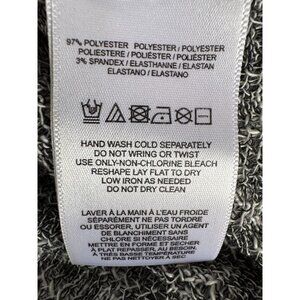 97% POLYESTER POLYESTER / POLYESTER
POLIESTERE / POLIÉSTER / POLIÉSTER
3% SPANDEX / ELASTHANNE / ELASTAN
ELASTANO / ELASTANO
HAND WASH COLD SEPARATELY
DO NOT WRING OR TWIST
USE ONLY-NON-CHLORINE BLEACH
RESHAPE LAY FLAT TO DRY
LOW IRON AS NEEDED
DO NOT DRY CLEAN
LAVER À LA MAIN À L'EAU FROIDE
SÉPARÉMENT NE PAS TORDRE
OU ESSORER, UTILISER UN AGENT
DE BLANCHIMENT SANS
CHLORE SI NÉCESSAIRE
METTRE EN FORME ET SÉCHER
À PLAT REPASSER, AU BESOIN,
À TRÈS BASSE TEMPÉRATURE
NE PAS NETTOYER À SEC